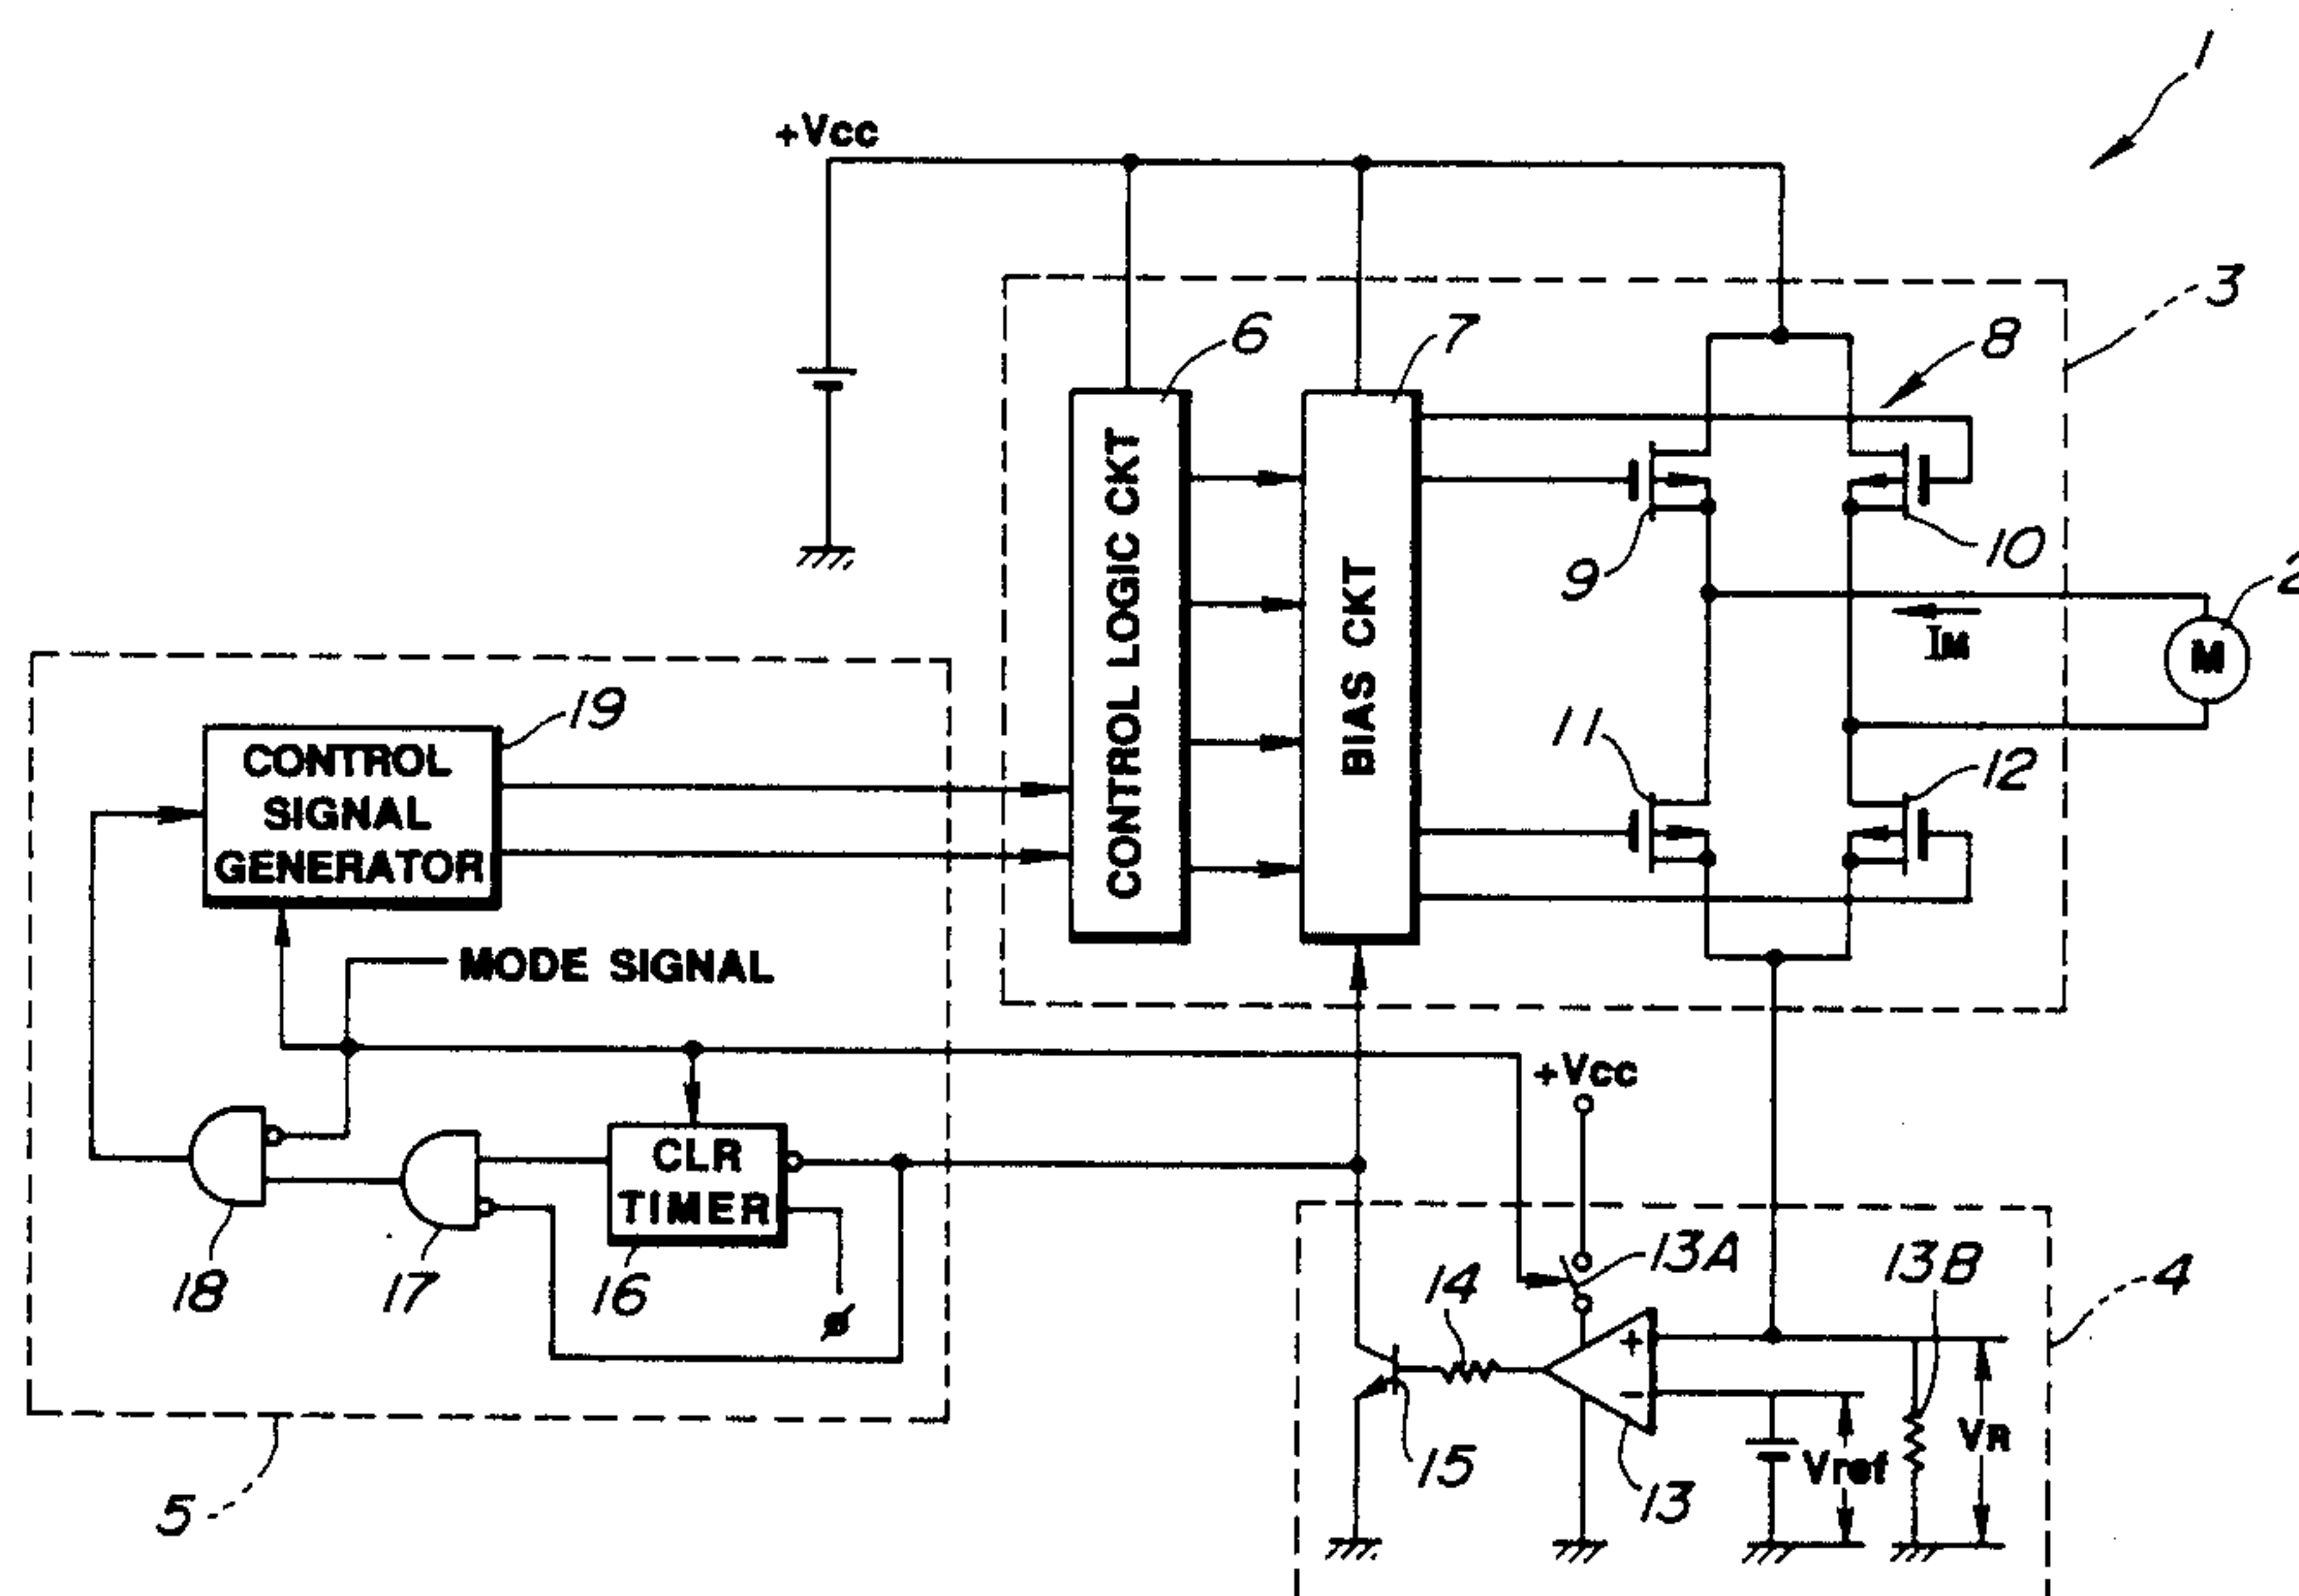 1
+Vcc
3
6
7
8
CONTROL LOGIC CKT
BIAS CKT
9
10
2
IM
M
19
CONTROL
SIGNAL
GENERATOR
11
12
MODE SIGNAL
+Vcc
CLR
TIMER
18
17
16
ø
13A
13B
14
4
+
−
15
13
Vref
VR
5